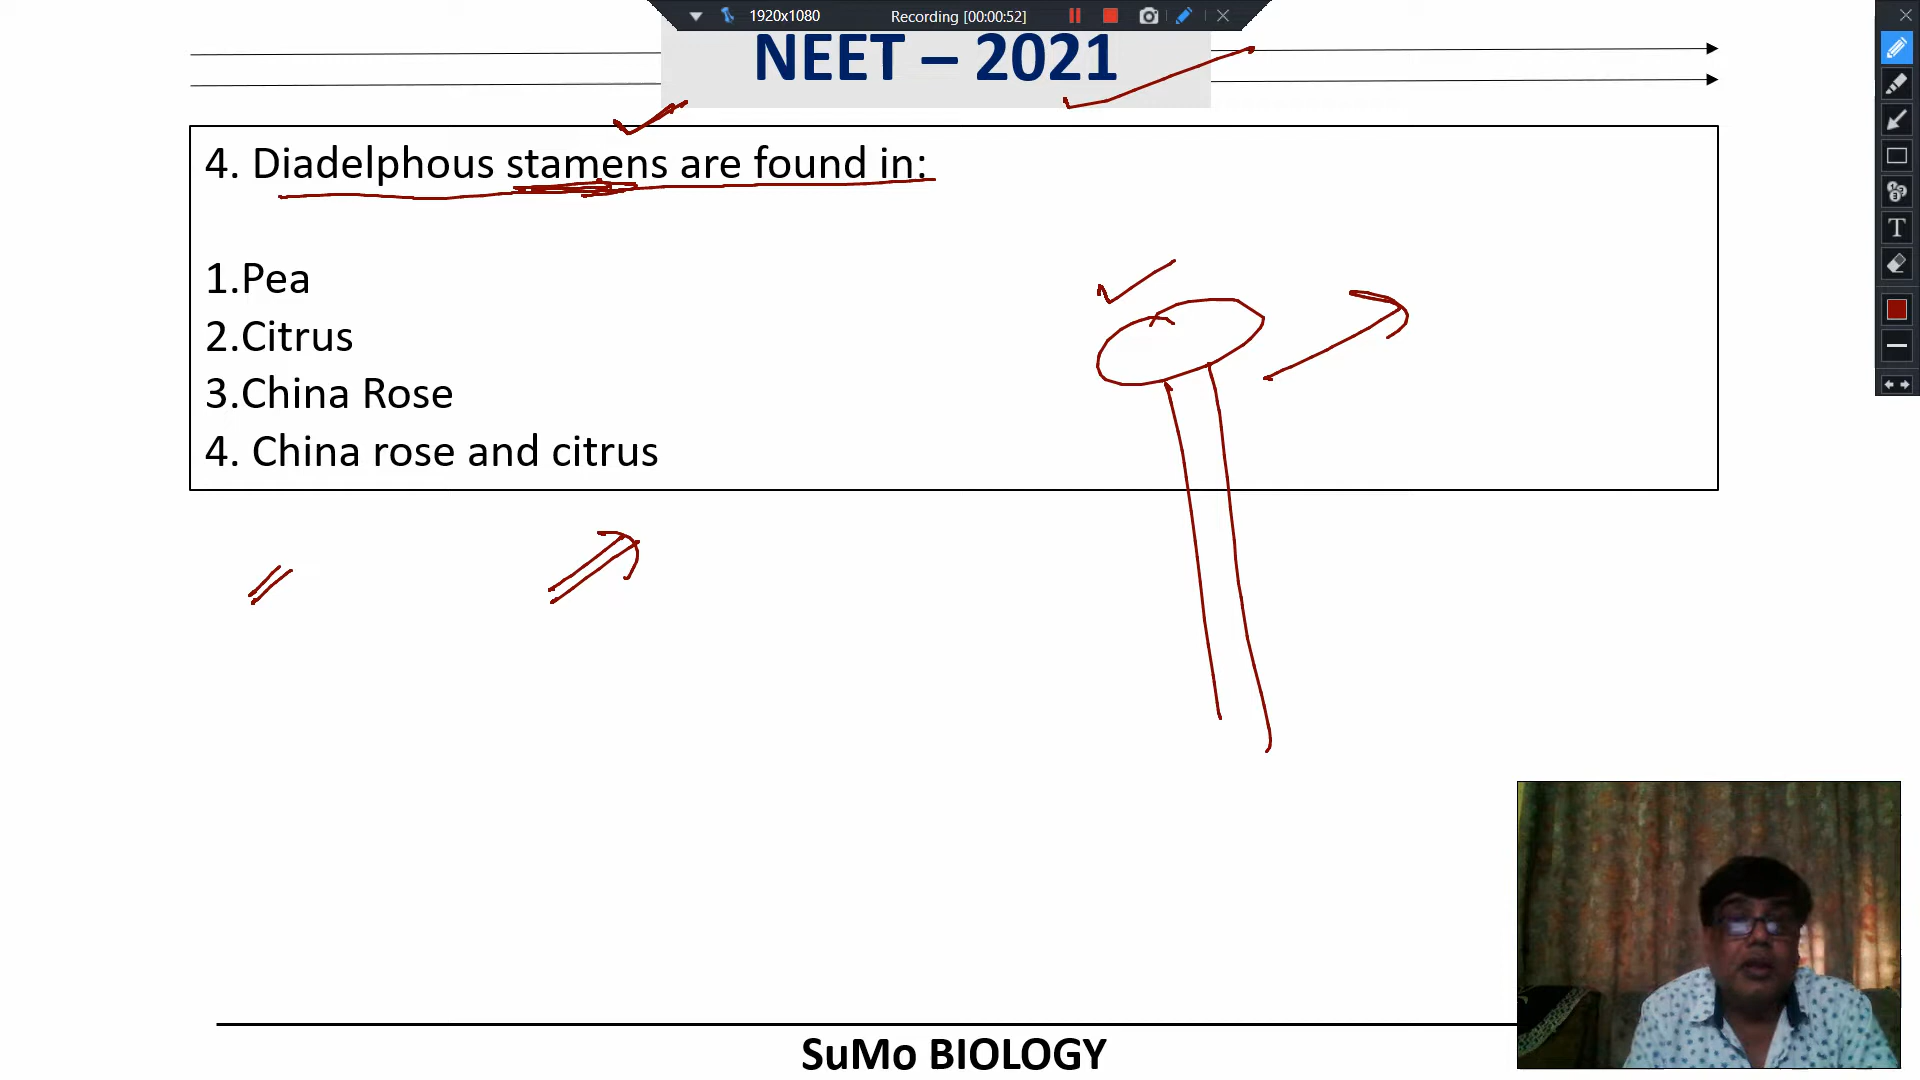 1920x1080 Recording [00:00:52]
NEET – 2021
4. Diadelphous stamens are found in:
1.Pea
2.Citrus
3.China Rose
4. China rose and citrus
SuMo BIOLOGY